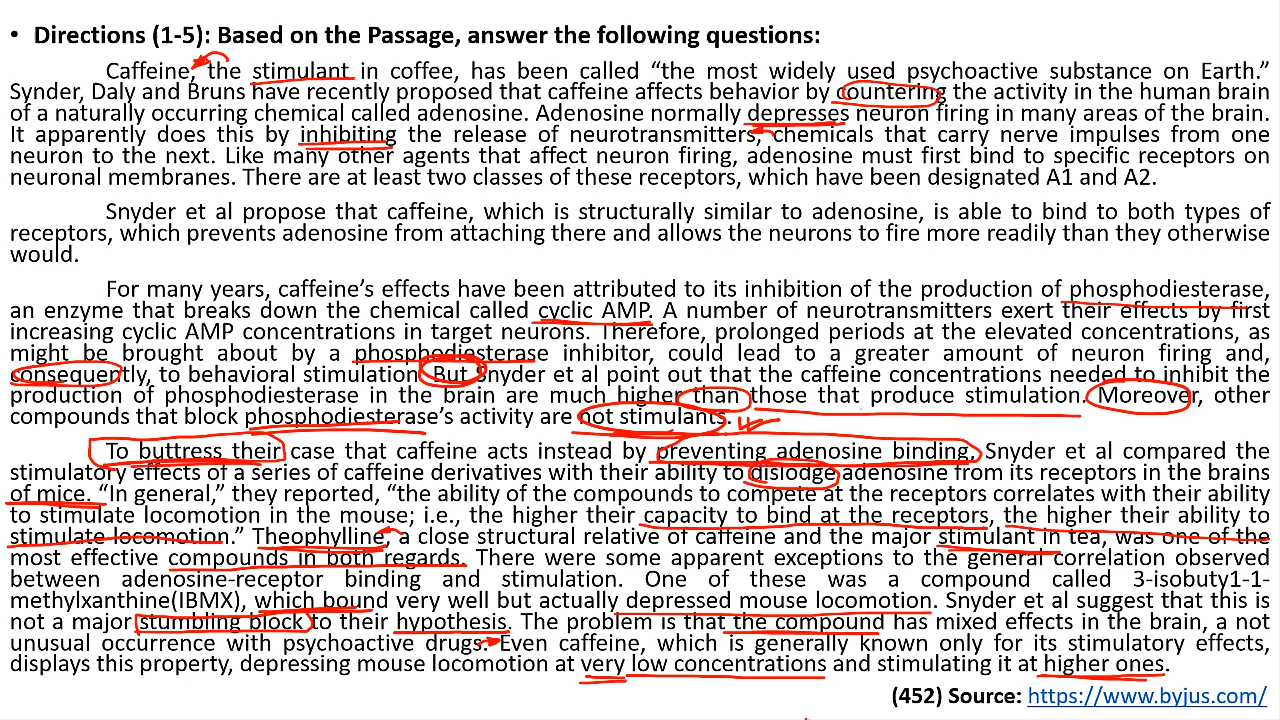 • Directions (1-5): Based on the Passage, answer the following questions:
Caffeine, the stimulant in coffee, has been called “the most widely used psychoactive substance on Earth.”
Synder, Daly and Bruns have recently proposed that caffeine affects behavior by countering the activity in the human brain
of a naturally occurring chemical called adenosine. Adenosine normally depresses neuron firing in many areas of the brain.
It apparently does this by inhibiting the release of neurotransmitters, chemicals that carry nerve impulses from one
neuron to the next. Like many other agents that affect neuron firing, adenosine must first bind to specific receptors on
neuronal membranes. There are at least two classes of these receptors, which have been designated A1 and A2.
Snyder et al propose that caffeine, which is structurally similar to adenosine, is able to bind to both types of
receptors, which prevents adenosine from attaching there and allows the neurons to fire more readily than they otherwise
would.
For many years, caffeine’s effects have been attributed to its inhibition of the production of phosphodiesterase,
an enzyme that breaks down the chemical called cyclic AMP. A number of neurotransmitters exert their effects by first
increasing cyclic AMP concentrations in target neurons. Therefore, prolonged periods at the elevated concentrations, as
might be brought about by a phosphodiesterase inhibitor, could lead to a greater amount of neuron firing and,
consequently, to behavioral stimulation. But Snyder et al point out that the caffeine concentrations needed to inhibit the
production of phosphodiesterase in the brain are much higher than those that produce stimulation. Moreover, other
compounds that block phosphodiesterase’s activity are not stimulants.
To buttress their case that caffeine acts instead by preventing adenosine binding, Snyder et al compared the
stimulatory effects of a series of caffeine derivatives with their ability to dislodge adenosine from its receptors in the brains
of mice. “In general,” they reported, “the ability of the compounds to compete at the receptors correlates with their ability
to stimulate locomotion in the mouse; i.e., the higher their capacity to bind at the receptors, the higher their ability to
stimulate locomotion.” Theophylline, a close structural relative of caffeine and the major stimulant in tea, was one of the
most effective compounds in both regards. There were some apparent exceptions to the general correlation observed
between adenosine-receptor binding and stimulation. One of these was a compound called 3-isobuty1-1-
methylxanthine(IBMX), which bound very well but actually depressed mouse locomotion. Snyder et al suggest that this is
not a major stumbling block to their hypothesis. The problem is that the compound has mixed effects in the brain, a not
unusual occurrence with psychoactive drugs. Even caffeine, which is generally known only for its stimulatory effects,
displays this property, depressing mouse locomotion at very low concentrations and stimulating it at higher ones.
(452) Source: https://www.byjus.com/